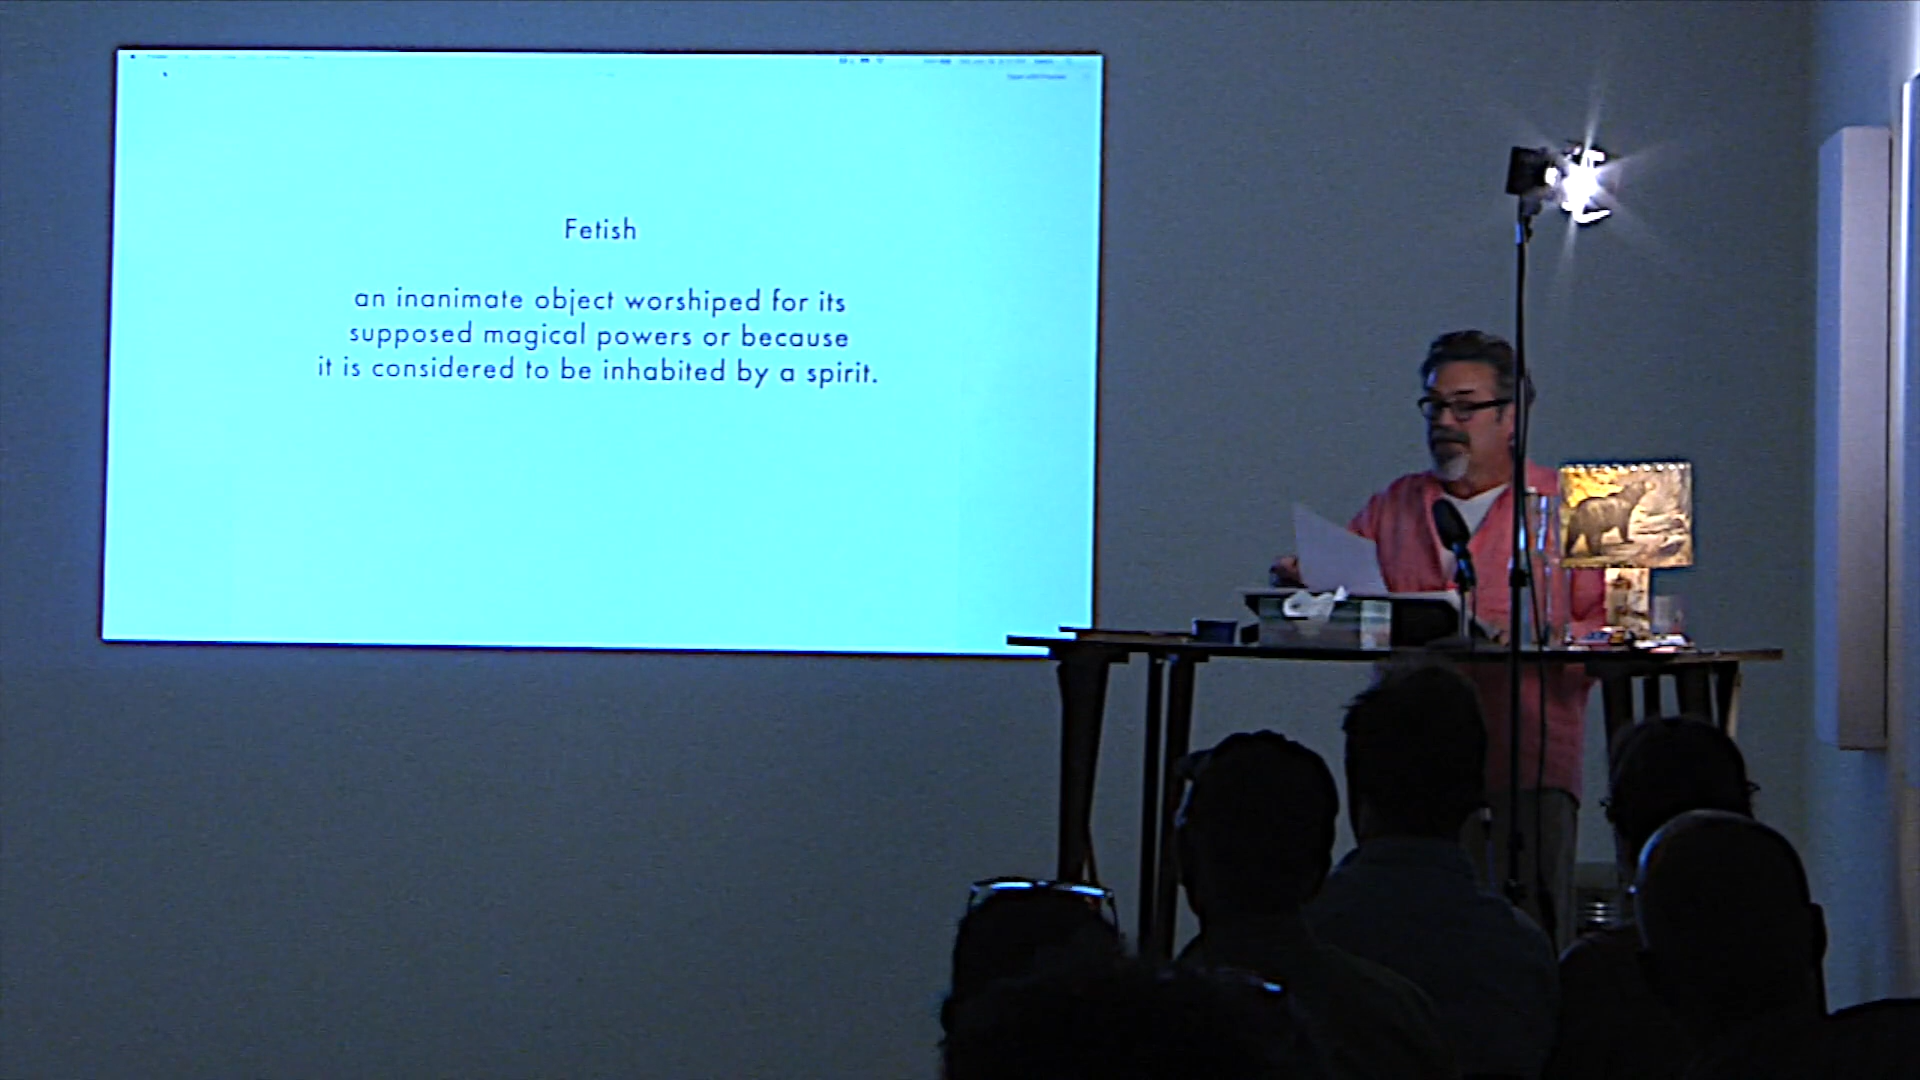 Fetish
an inanimate object worshiped for its
supposed magical powers or because
it is considered to be inhabited by a spirit.